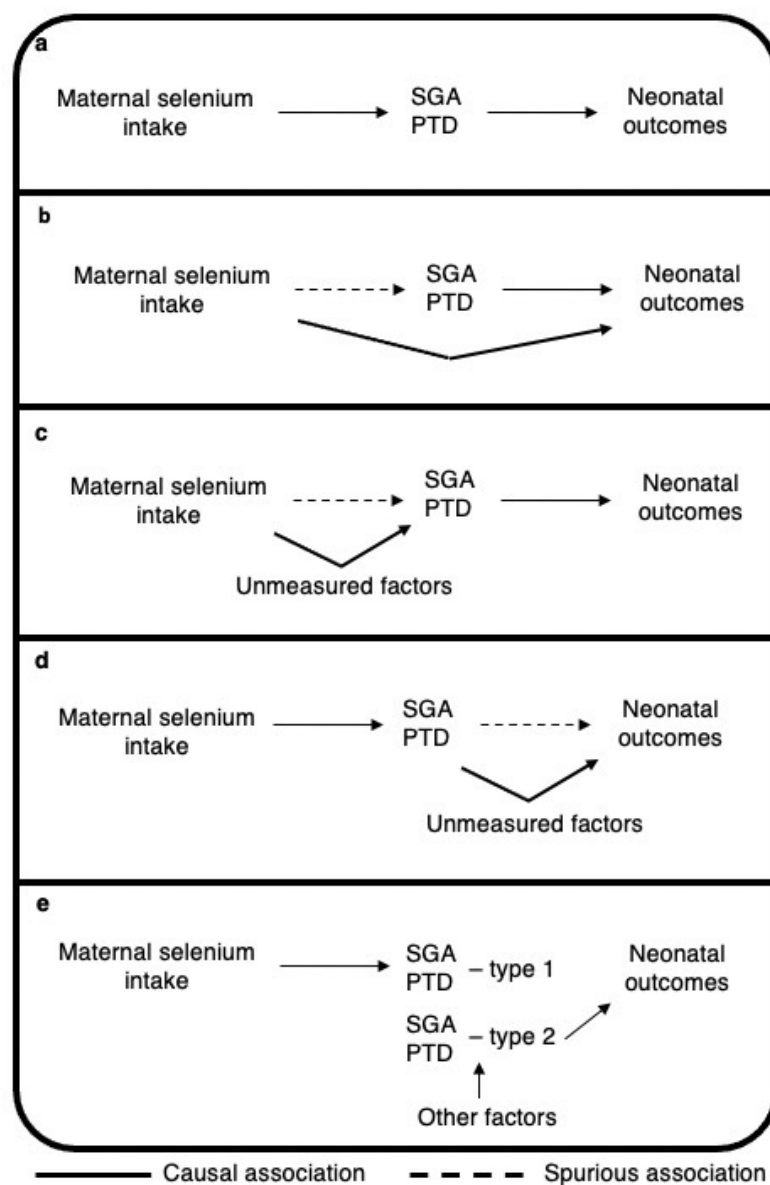 a
Maternal selenium
intake
SGA
PTD
Neonatal
outcomes
b
Maternal selenium
intake
SGA
PTD
Neonatal
outcomes
c
Maternal selenium
intake
SGA
PTD
Neonatal
outcomes
Unmeasured factors
d
Maternal selenium
intake
SGA
PTD
Neonatal
outcomes
Unmeasured factors
e
Maternal selenium
intake
SGA
PTD
– type 1
SGA
PTD
– type 2
Neonatal
outcomes
Other factors
Causal association
Spurious association